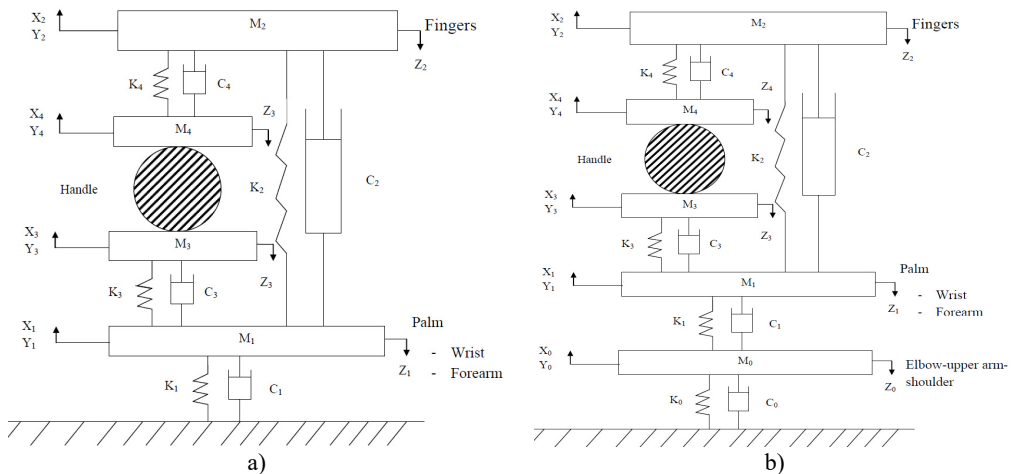 X₂
Y₂
M₂
Fingers
Z₂
K₄
C₄
X₄
Y₄
M₄
Z₃
Handle
K₂
C₂
X₃
Y₃
M₃
Z₃
K₃
C₃
X₁
Y₁
M₁
Palm
- Wrist
- Forearm
Z₁
K₁
C₁
a)
X₂
Y₂
M₂
Fingers
Z₂
K₄
C₄
X₄
Y₄
M₄
Z₄
Handle
K₂
C₂
X₃
Y₃
M₃
Z₃
K₃
C₃
X₁
Y₁
M₁
Palm
- Wrist
- Forearm
Z₁
K₁
C₁
X₀
Y₀
M₀
Elbow-upper arm-
shoulder
Z₀
K₀
C₀
b)